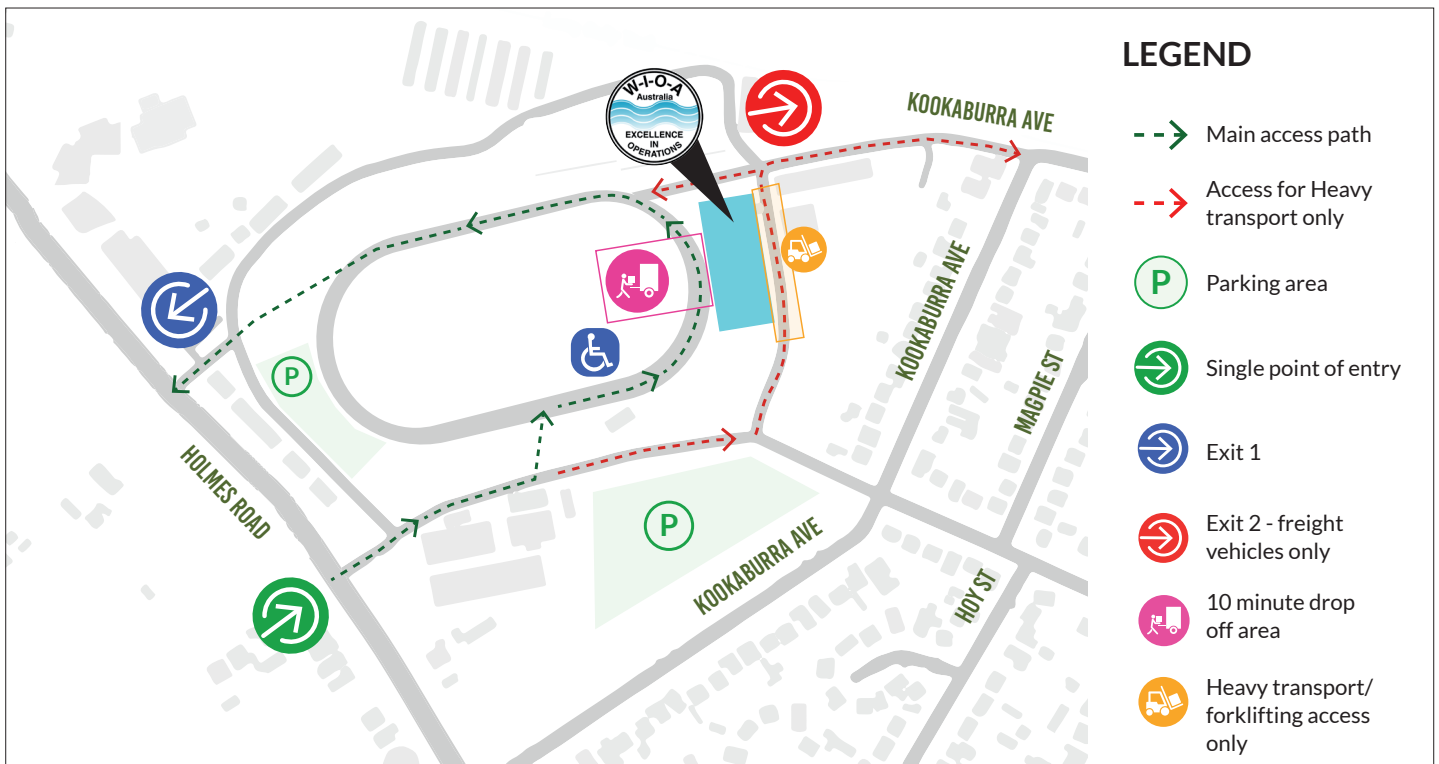 W-I-O-A
Australia
EXCELLENCE
IN
OPERATIONS
KOOKABURRA AVE
KOOKABURRA AVE
MAGPIE ST
P
HOLMES ROAD
P
KOOKABURRA AVE
HOY ST
LEGEND
Main access path
Access for Heavy
transport only
P
Parking area
Single point of entry
Exit 1
Exit 2 - freight
vehicles only
10 minute drop
off area
Heavy transport/
forklifting access
only